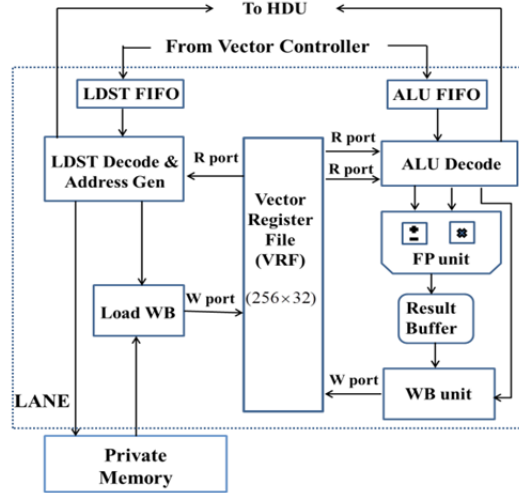 To HDU
From Vector Controller
LDST FIFO
ALU FIFO
LDST Decode &
Address Gen
R port
R port
R port
ALU Decode
Vector
Register
File
(VRF)
(256×32)
FP unit
Load WB
W port
Result
Buffer
W port
WB unit
LANE
Private
Memory